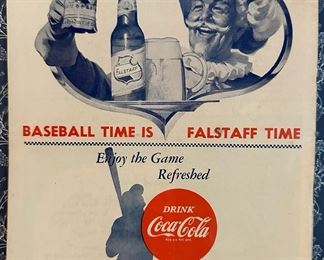 FALSTAFF
BASEBALL TIME IS FALSTAFF TIME
Enjoy the Game
Refreshed
DRINK
Coca-Cola